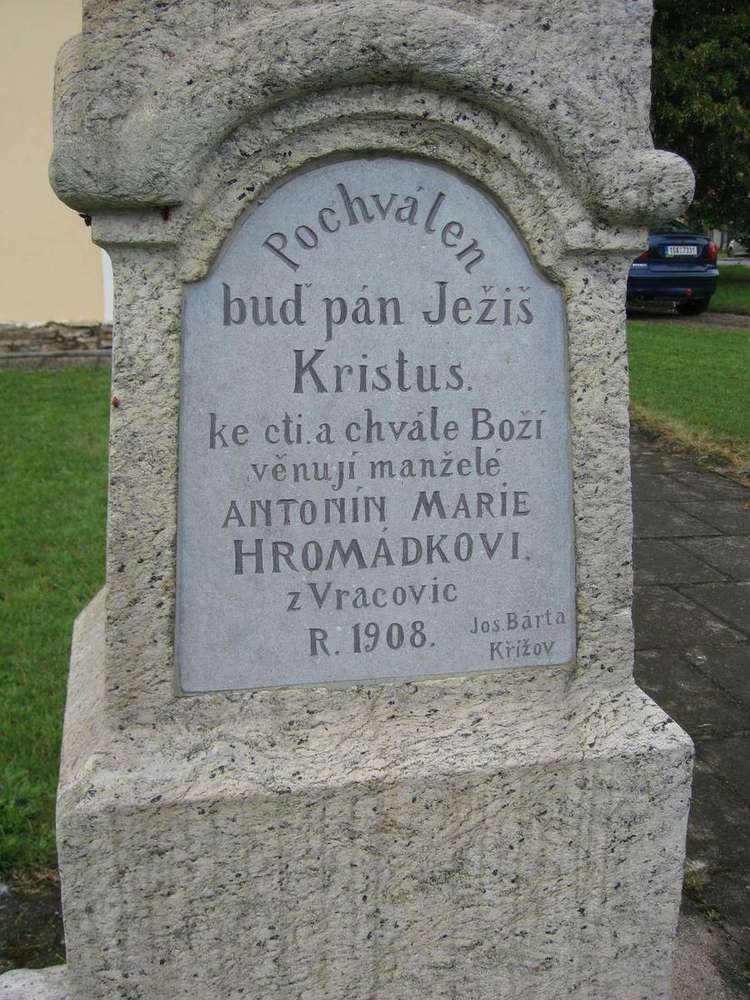 Pochválen
buď pán Ježiš
Kristus.
ke cti.a chvále Boží
věnují manželé
ANTONÍN MARIE
HROMÁDKOVI.
z Vracovic
R. 1908.
Jos. Bárta
Křížov